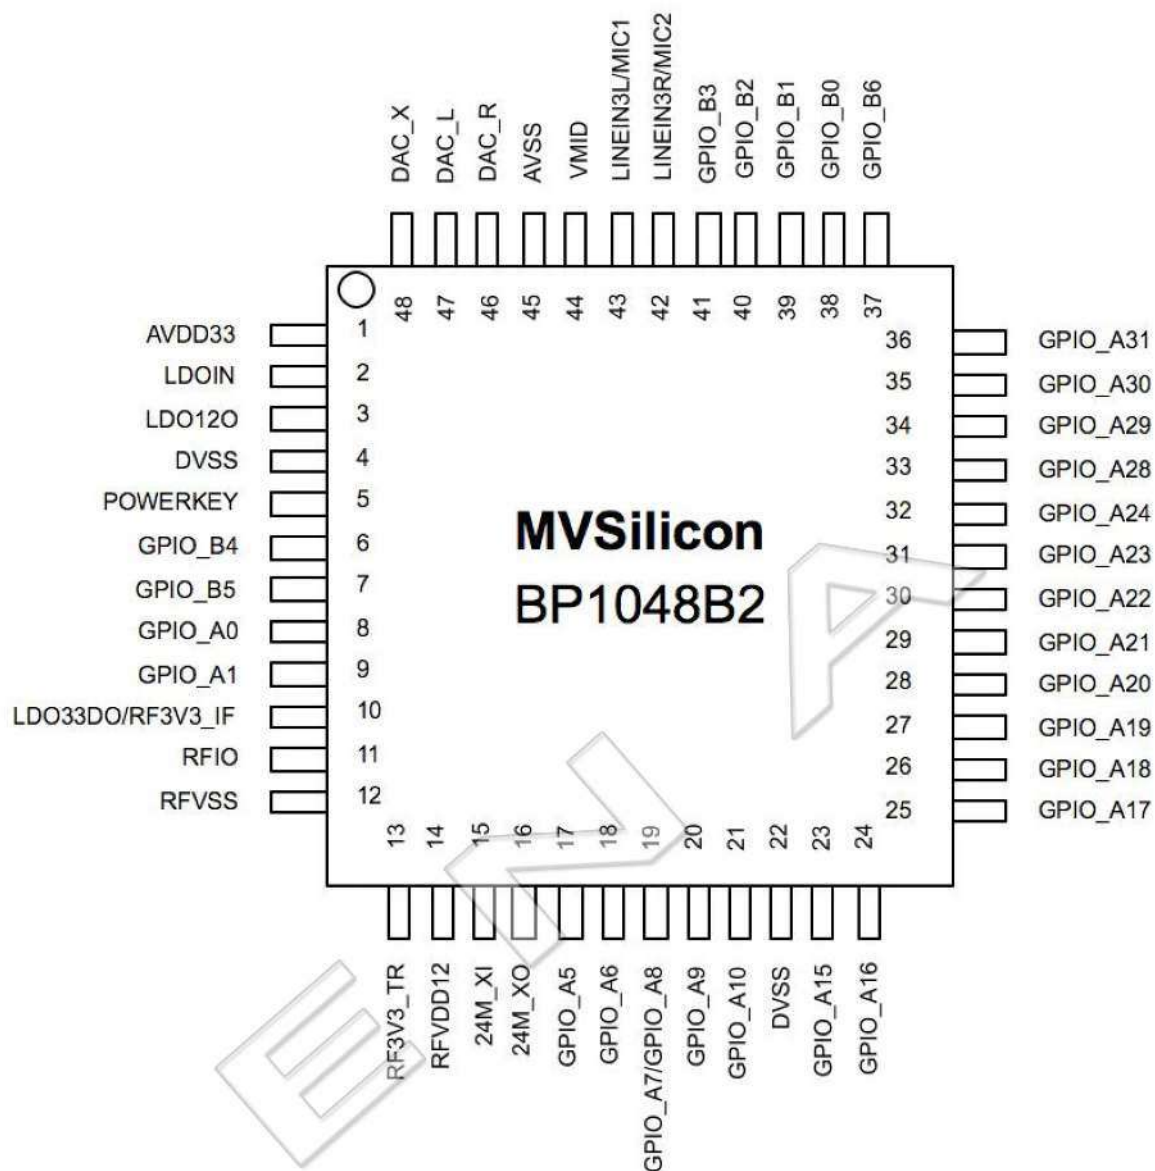 DAC_X
DAC_L
DAC_R
AVSS
VMID
LINEIN3L/MIC1
LINEIN3R/MIC2
GPIO_B3
GPIO_B2
GPIO_B1
GPIO_B0
GPIO_B6
48
47
46
45
44
43
42
41
40
39
38
37
AVDD33 1
LDOIN 2
LDO12O 3
DVSS 4
POWERKEY 5
GPIO_B4 6
GPIO_B5 7
GPIO_A0 8
GPIO_A1 9
LDO33DO/RF3V3_IF 10
RFIO 11
RFVSS 12
MVSilicon
BP1048B2
36 GPIO_A31
35 GPIO_A30
34 GPIO_A29
33 GPIO_A28
32 GPIO_A24
31 GPIO_A23
30 GPIO_A22
29 GPIO_A21
28 GPIO_A20
27 GPIO_A19
26 GPIO_A18
25 GPIO_A17
13
14
15
16
17
18
19
20
21
22
23
24
RF3V3_TR
RFVDD12
24M_XI
24M_XO
GPIO_A5
GPIO_A6
GPIO_A7/GPIO_A8
GPIO_A9
GPIO_A10
DVSS
GPIO_A15
GPIO_A16